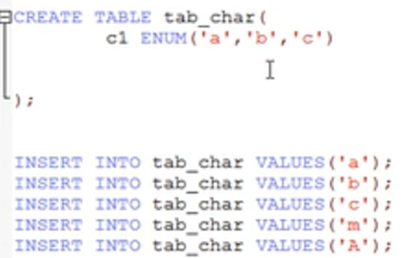 CREATE TABLE tab_char(
c1 ENUM('a','b','c')
);
INSERT INTO tab_char VALUES('a');
INSERT INTO tab_char VALUES('b');
INSERT INTO tab_char VALUES('c');
INSERT INTO tab_char VALUES('m');
INSERT INTO tab_char VALUES('A');